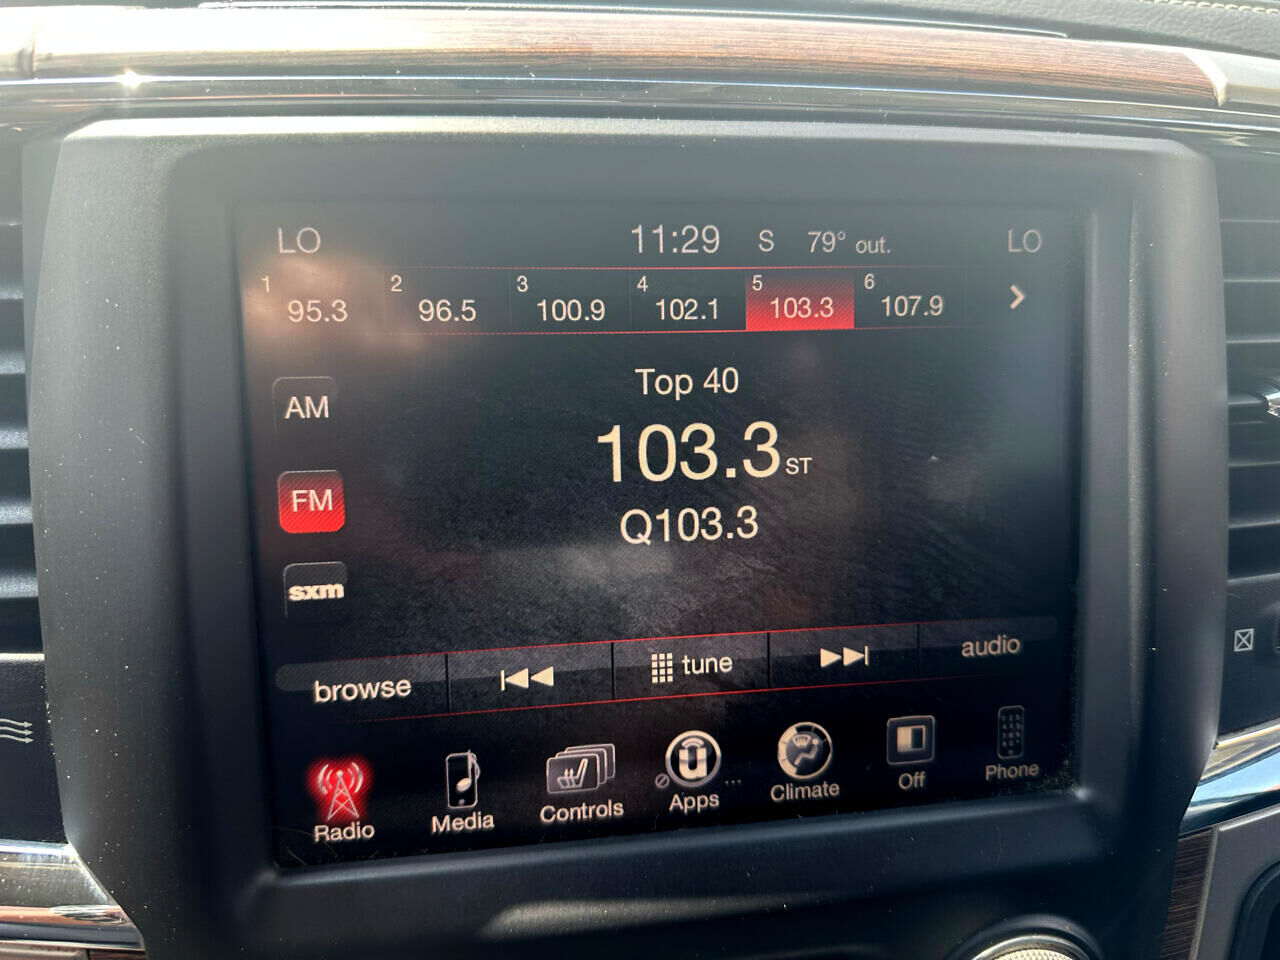 LO 11:29 S 79° out. LO
1 95.3 2 96.5 3 100.9 4 102.1 5 103.3 6 107.9
Top 40
AM
103.3 ST
FM
Q103.3
sxm
browse tune audio
Radio Media Controls Apps Climate Off Phone